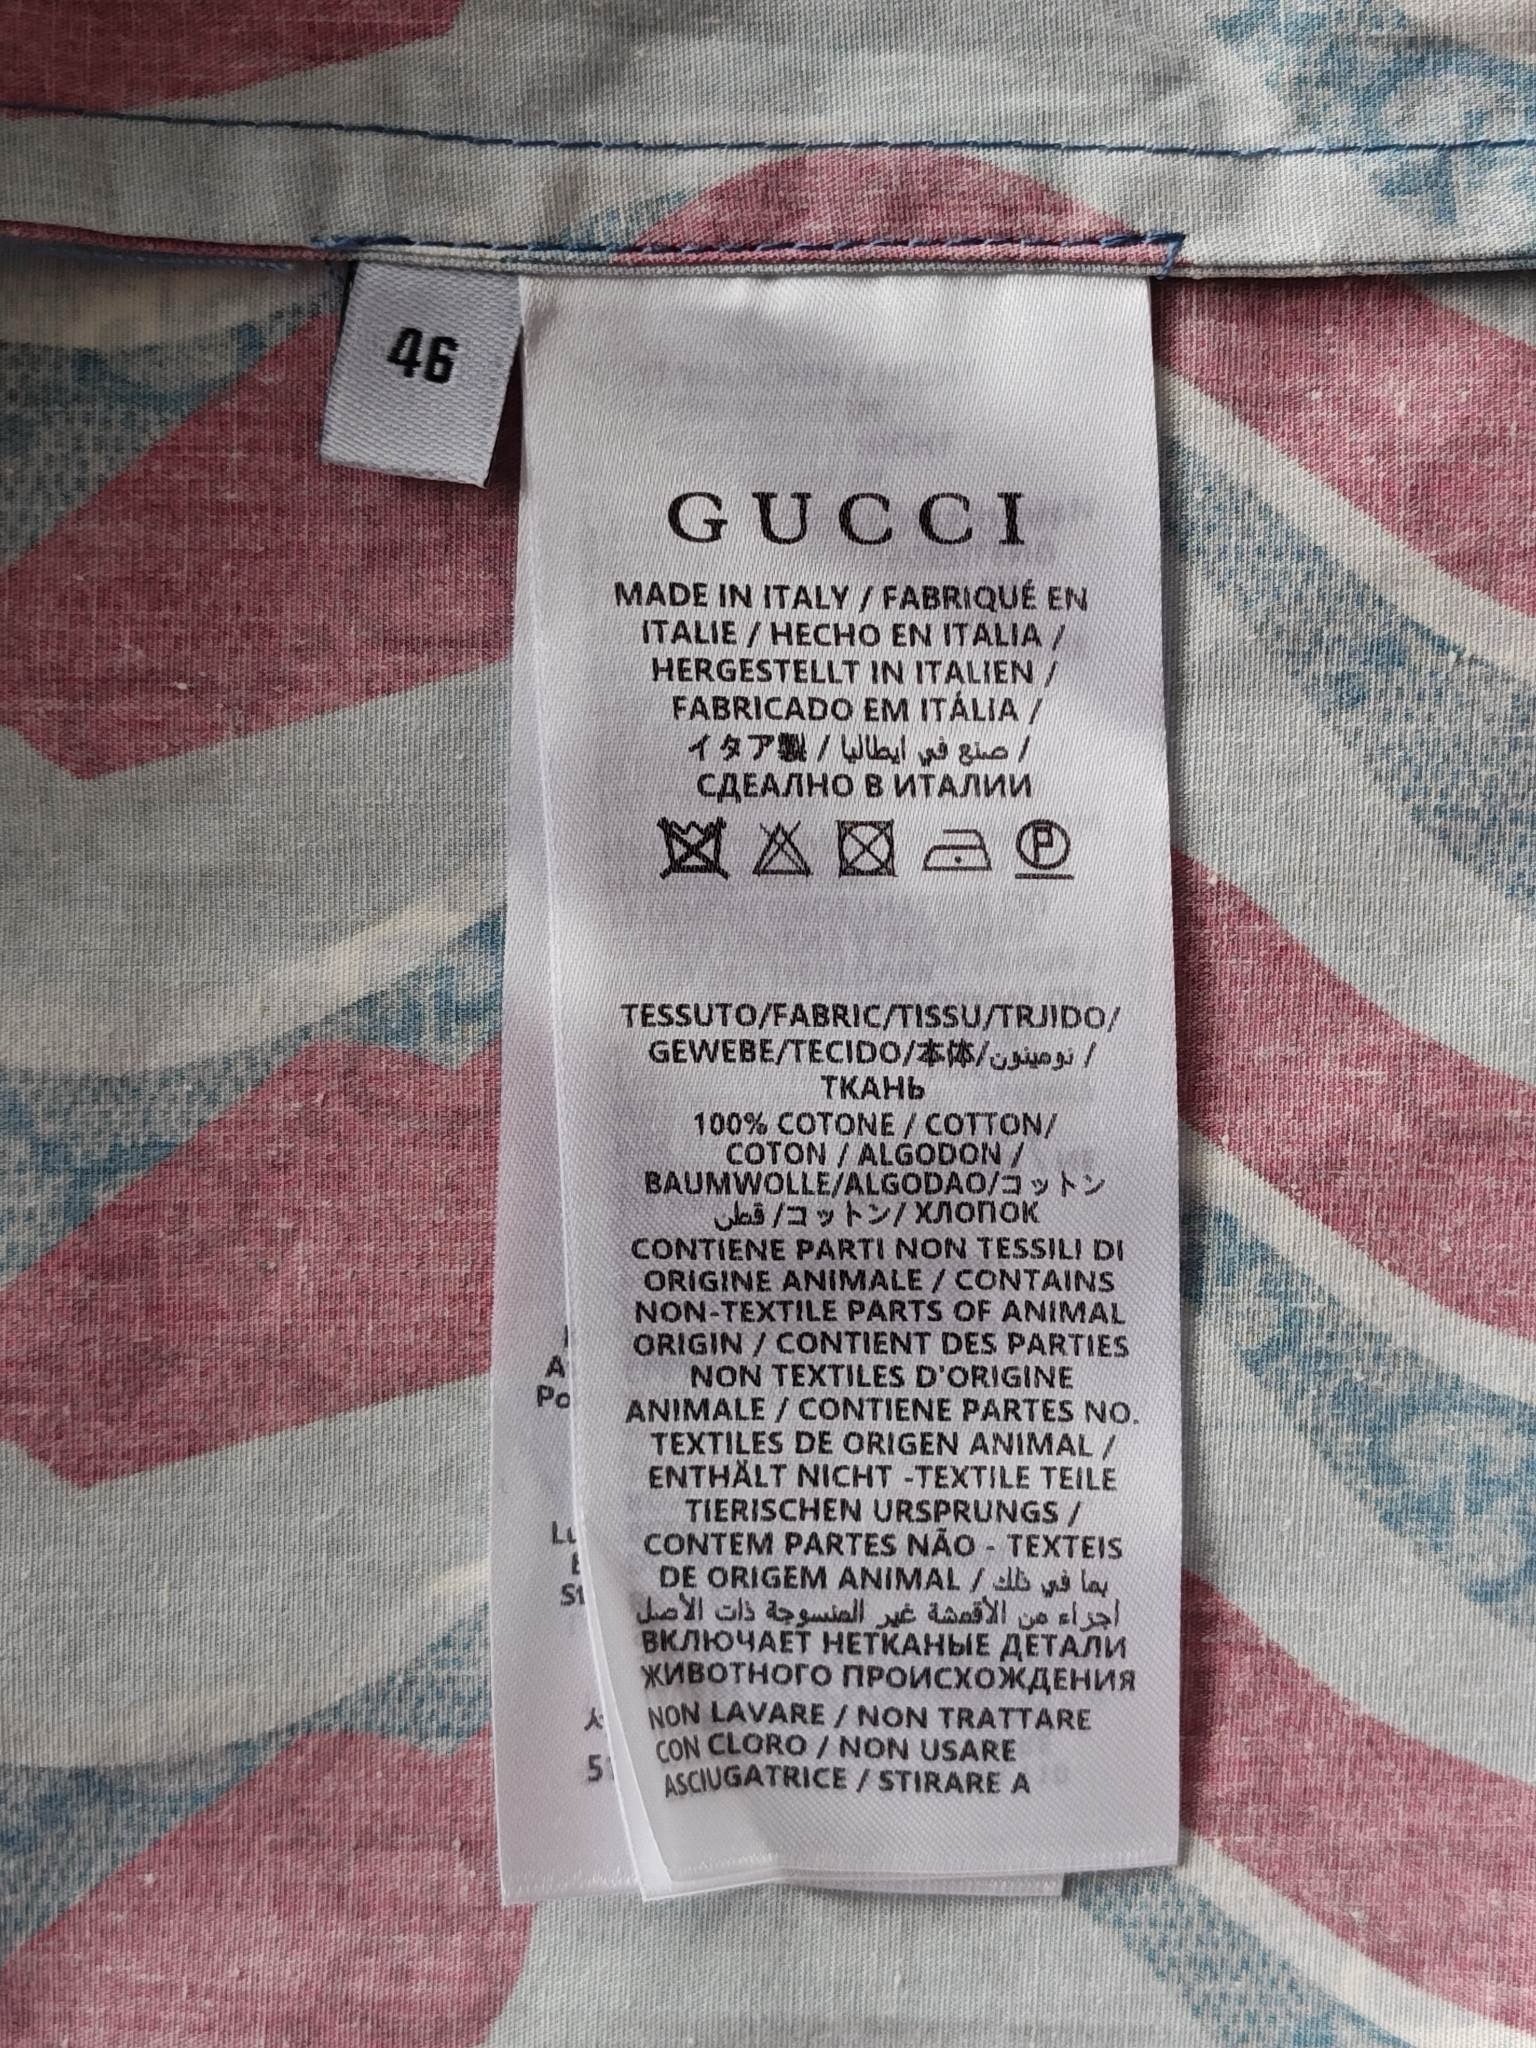 46
GUCCI
MADE IN ITALY / FABRIQUÉ EN
ITALIE / HECHO EN ITALIA /
HERGESTELLT IN ITALIEN /
FABRICADO EM ITÁLIA /
イタア製 / صنع في ايطاليا /
СДЕАЛНО В ИТАЛИИ
TESSUTO/FABRIC/TISSU/TRJIDO/
GEWEBE/TECIDO/本体/نومينون /
ТКАНЬ
100% COTONE / COTTON/
COTON / ALGODON /
BAUMWOLLE/ALGODAO/コットン
قطن /コットン/ ХЛОПОК
CONTIENE PARTI NON TESSILI DI
ORIGINE ANIMALE / CONTAINS
NON-TEXTILE PARTS OF ANIMAL
ORIGIN / CONTIENT DES PARTIES
NON TEXTILES D'ORIGINE
ANIMALE / CONTIENE PARTES NO.
TEXTILES DE ORIGEN ANIMAL /
ENTHÄLT NICHT -TEXTILE TEILE
TIERISCHEN URSPRUNGS /
CONTEM PARTES NÃO - TEXTEIS
DE ORIGEM ANIMAL / بما في ذلك
اجزاء من الأقمشة غير المنسوجة ذات الأصل
ВКЛЮЧАЕТ НЕТКАНЫЕ ДЕТАЛИ
ЖИВОТНОГО ПРОИСХОЖДЕНИЯ
NON LAVARE / NON TRATTARE
CON CLORO / NON USARE
ASCIUGATRICE / STIRARE A